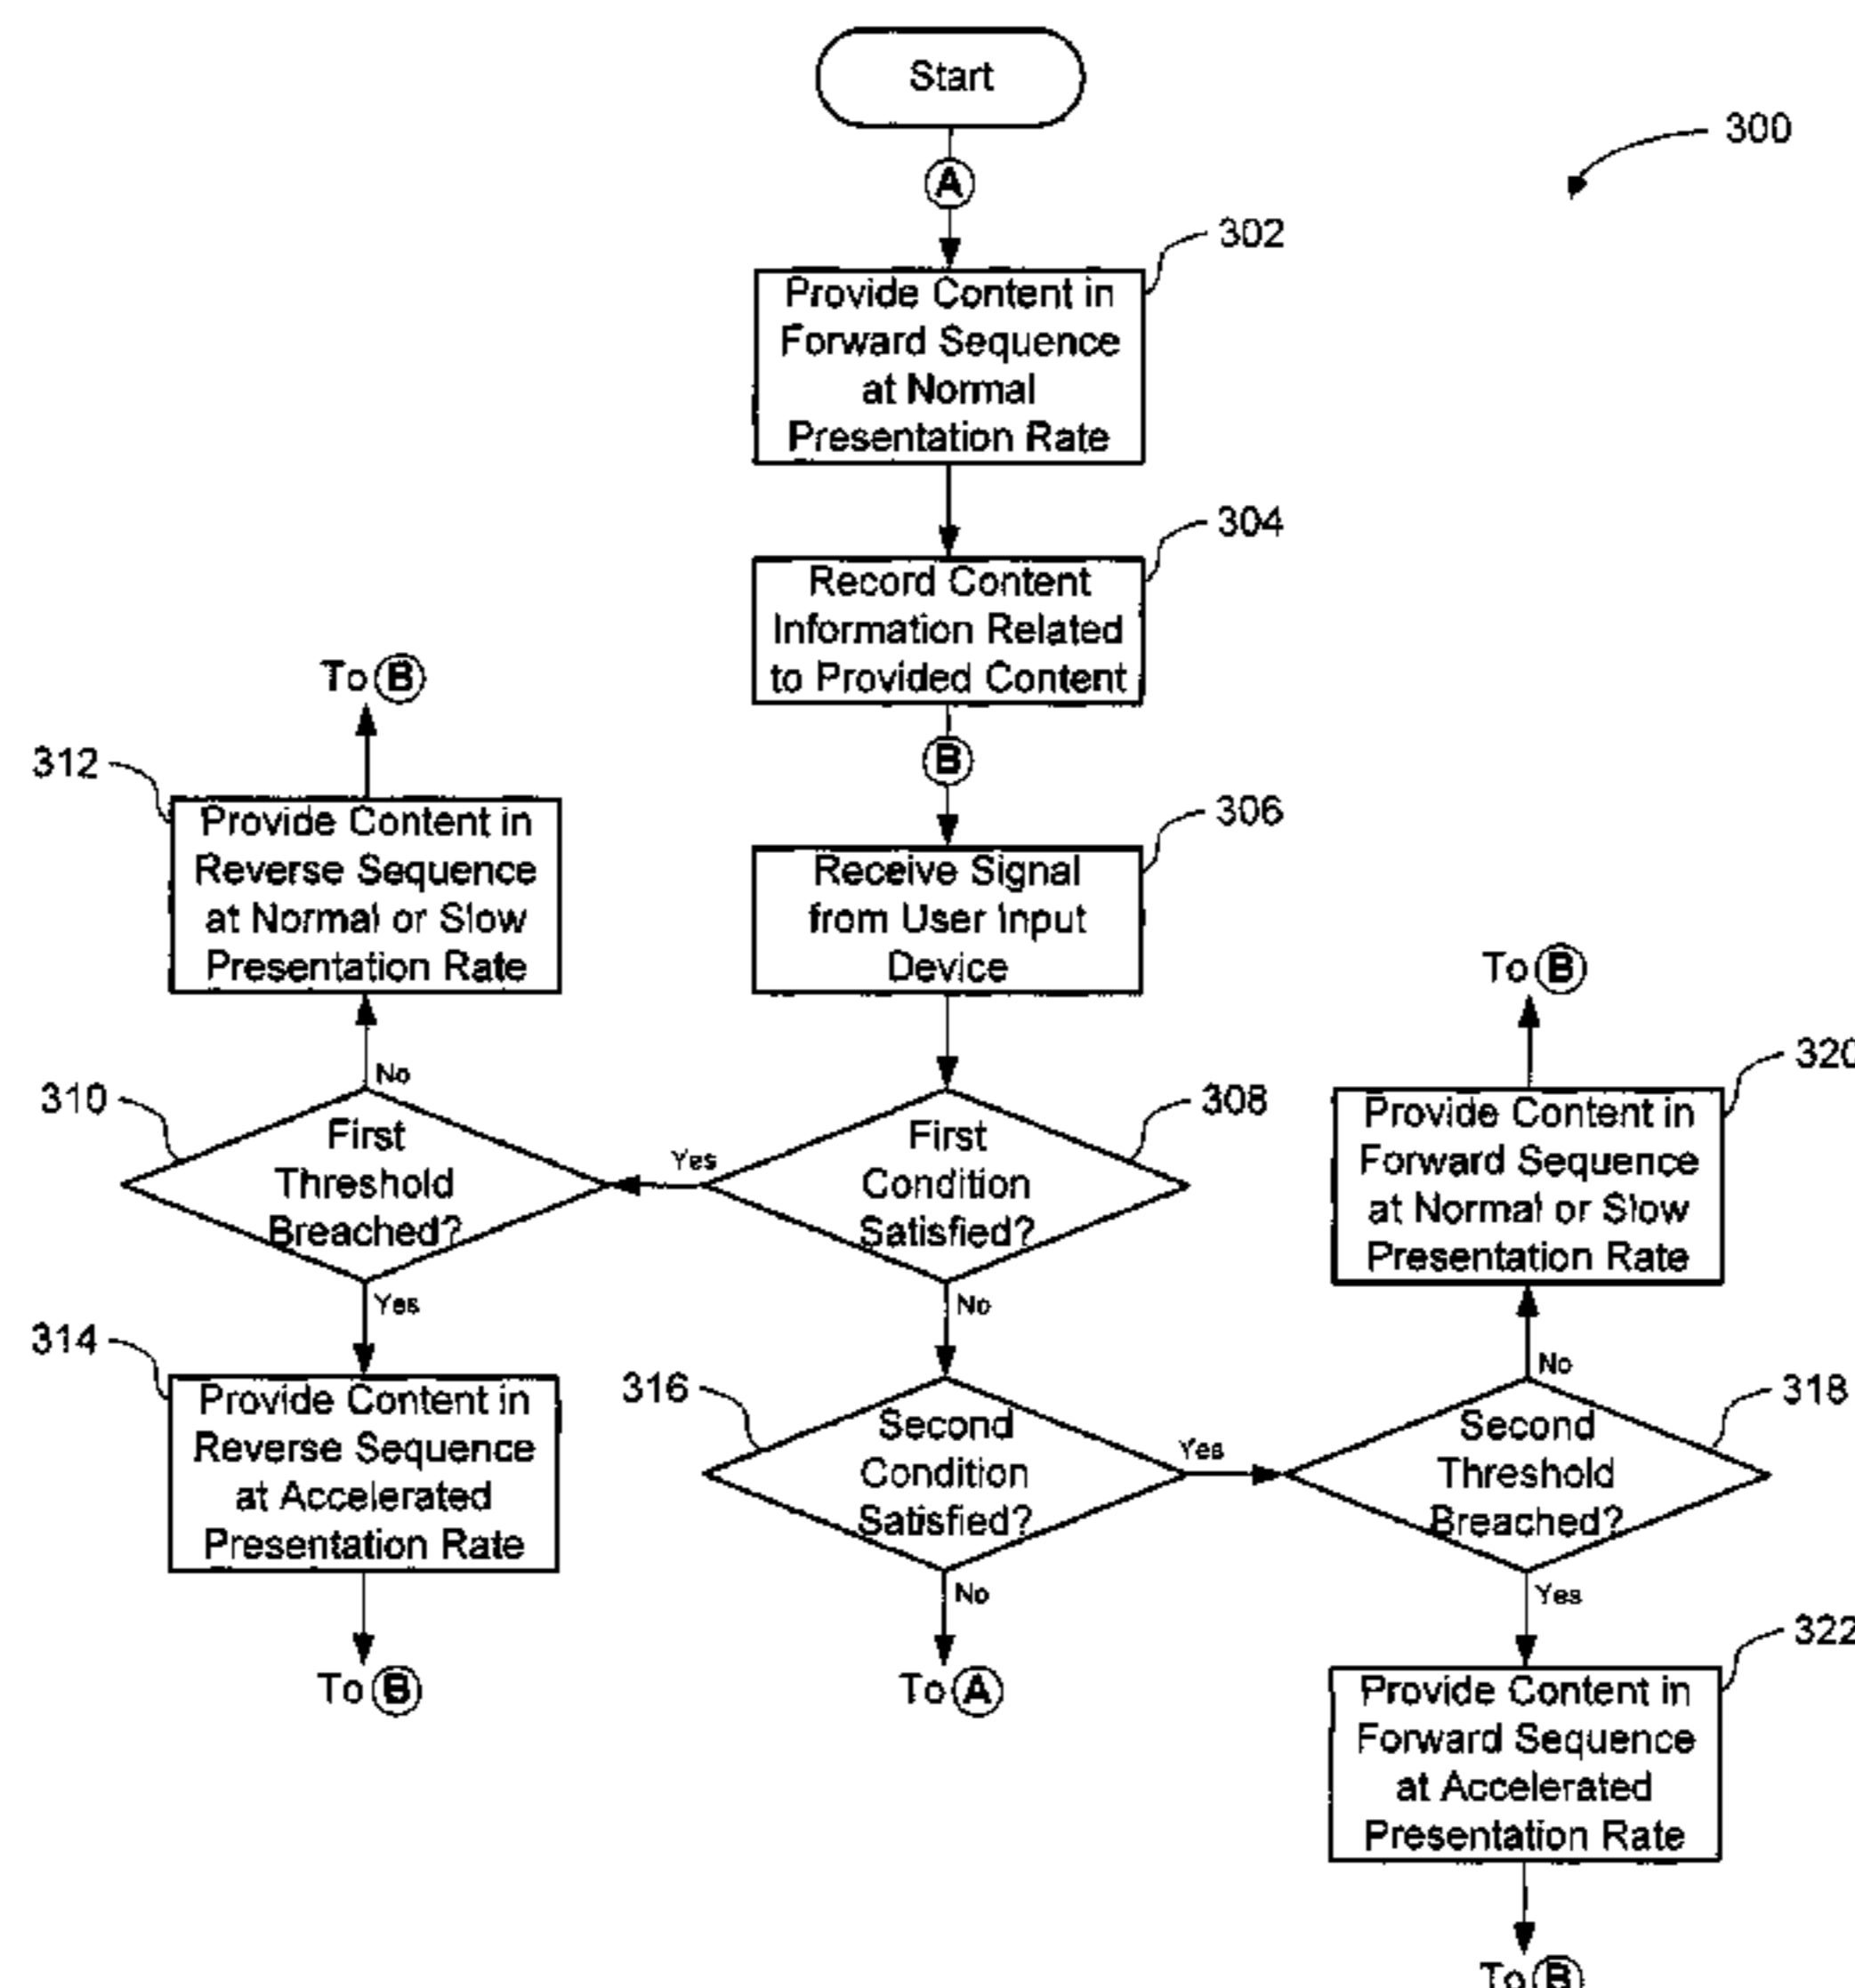 Start
300
A
302
Provide Content in
Forward Sequence
at Normal
Presentation Rate
304
Record Content
Information Related
to Provided Content
To B
B
312
Provide Content in
Reverse Sequence
at Normal or Slow
Presentation Rate
306
Receive Signal
from User Input
Device
To B
320
Provide Content in
Forward Sequence
at Normal or Slow
Presentation Rate
No
310
First
Threshold
Breached?
Yes
308
First
Condition
Satisfied?
Yes
No
314
Provide Content in
Reverse Sequence
at Accelerated
Presentation Rate
316
Second
Condition
Satisfied?
Yes
No
318
Second
Threshold
Breached?
No
Yes
To B
To A
322
Provide Content in
Forward Sequence
at Accelerated
Presentation Rate
To B